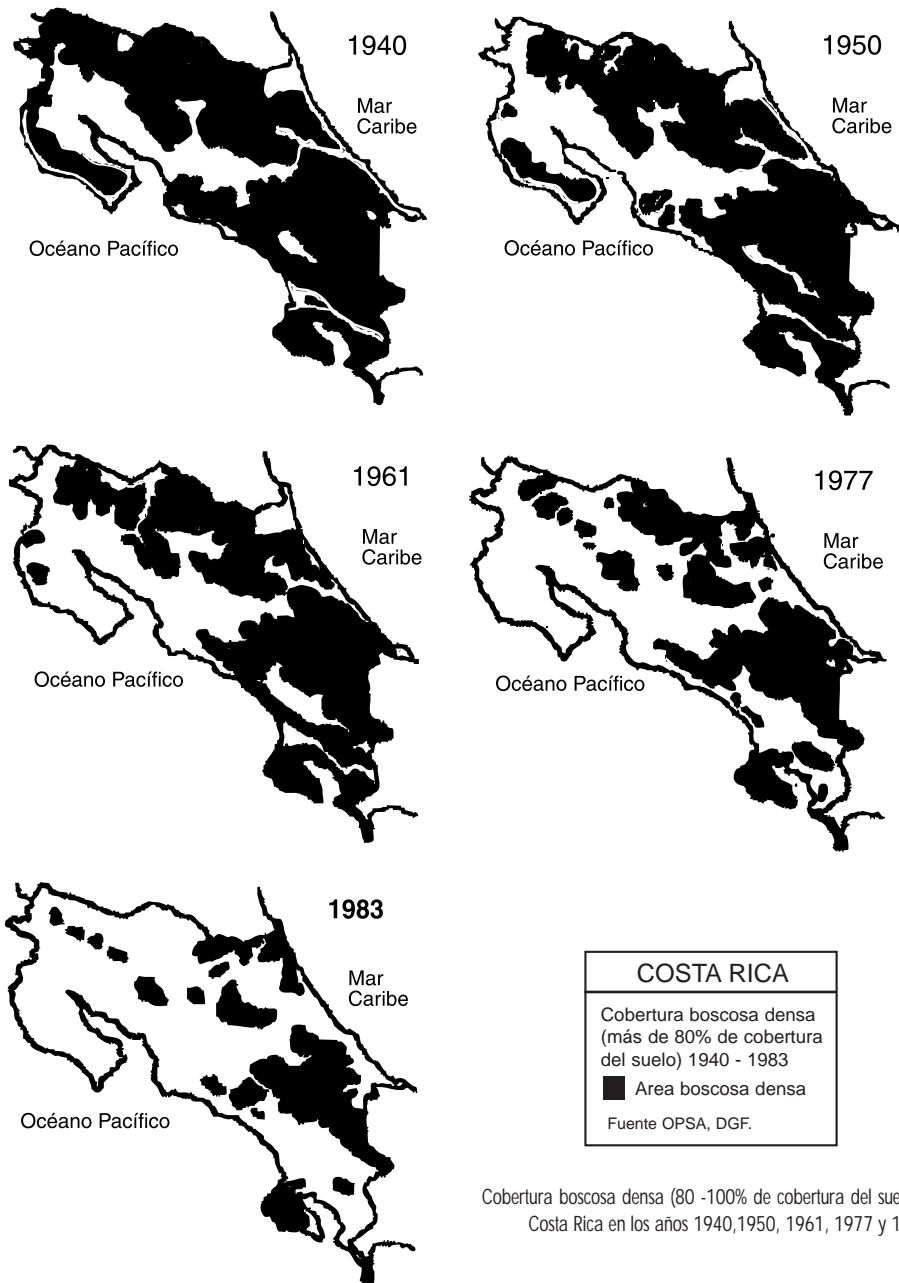 1940
Mar
Caribe
Océano Pacífico
1950
Mar
Caribe
Océano Pacífico
1961
Mar
Caribe
Océano Pacífico
1977
Mar
Caribe
Océano Pacífico
1983
Mar
Caribe
Océano Pacífico
COSTA RICA
Cobertura boscosa densa
(más de 80% de cobertura
del suelo) 1940 - 1983
Area boscosa densa
Fuente OPSA, DGF.
Cobertura boscosa densa (80 -100% de cobertura del
Costa Rica en los años 1940,1950, 1961, 1977 y